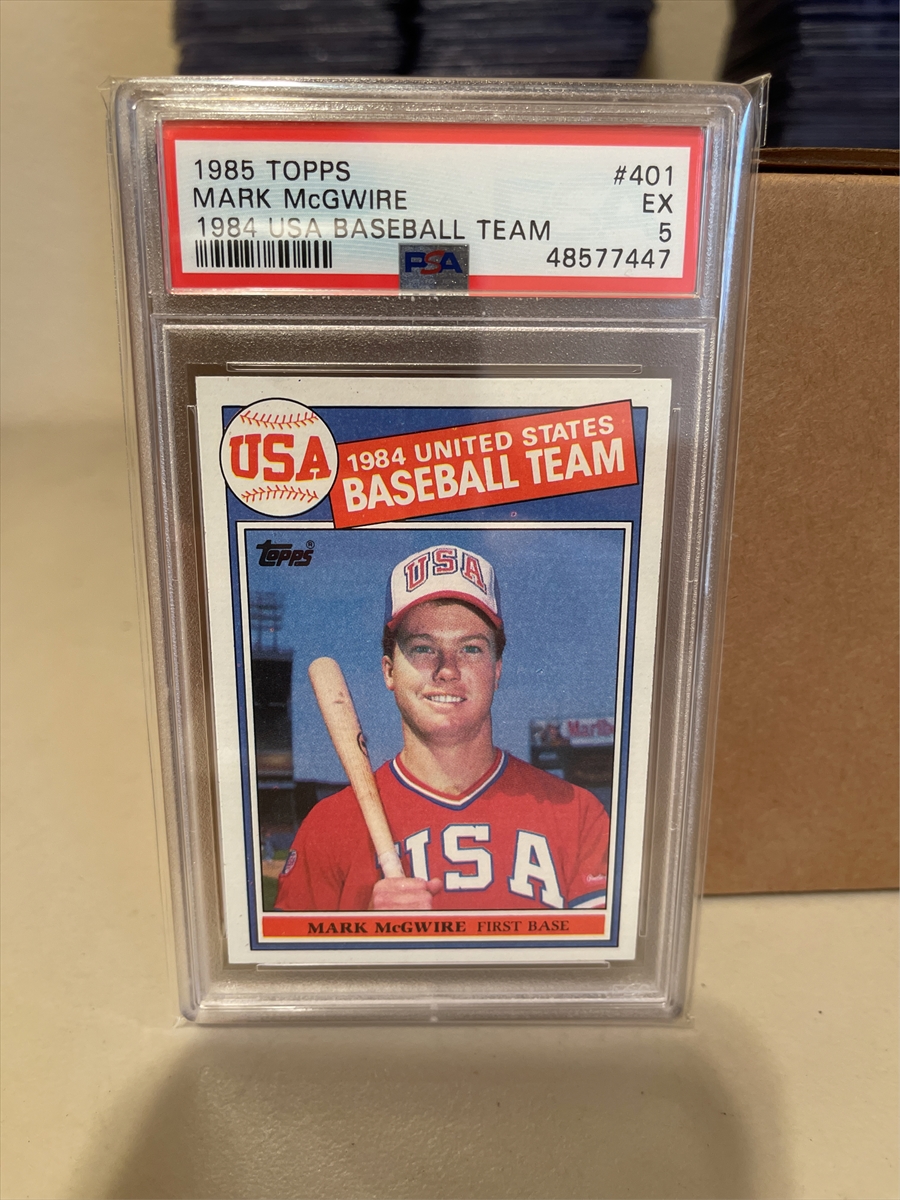 1985 TOPPS #401
MARK McGWIRE EX
1984 USA BASEBALL TEAM 5
PSA 48577447
USA
1984 UNITED STATES
BASEBALL TEAM
topps®
USA
USA
MARK McGWIRE FIRST BASE